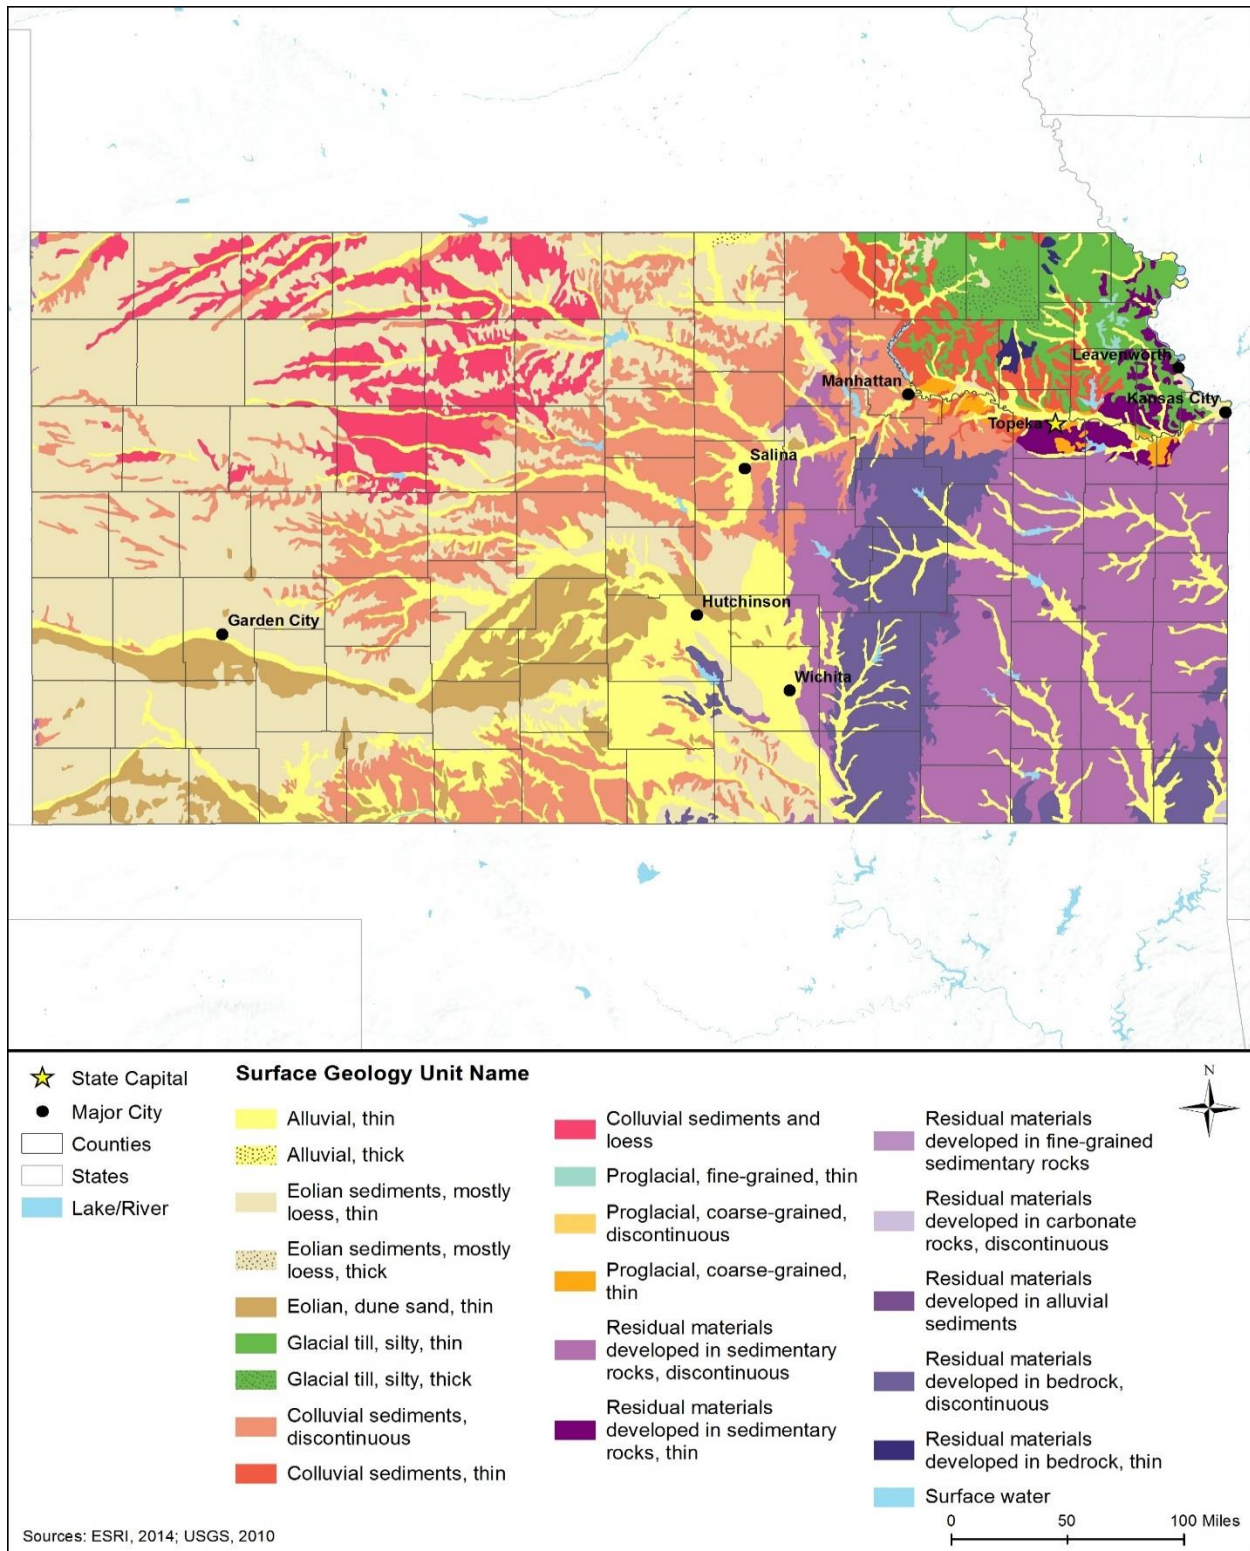 Leavenworth
Manhattan
Kansas City
Topeka
Salina
Hutchinson
Garden City
Wichita
State Capital
Major City
Counties
States
Lake/River
Surface Geology Unit Name
Alluvial, thin
Alluvial, thick
Eolian sediments, mostly
loess, thin
Eolian sediments, mostly
loess, thick
Eolian, dune sand, thin
Glacial till, silty, thin
Glacial till, silty, thick
Colluvial sediments,
discontinuous
Colluvial sediments, thin
Colluvial sediments and
loess
Proglacial, fine-grained, thin
Proglacial, coarse-grained,
discontinuous
Proglacial, coarse-grained,
thin
Residual materials
developed in sedimentary
rocks, discontinuous
Residual materials
developed in sedimentary
rocks, thin
Residual materials
developed in fine-grained
sedimentary rocks
Residual materials
developed in carbonate
rocks, discontinuous
Residual materials
developed in alluvial
sediments
Residual materials
developed in bedrock,
discontinuous
Residual materials
developed in bedrock, thin
Surface water
N
0 50 100 Miles
Sources: ESRI, 2014; USGS, 2010